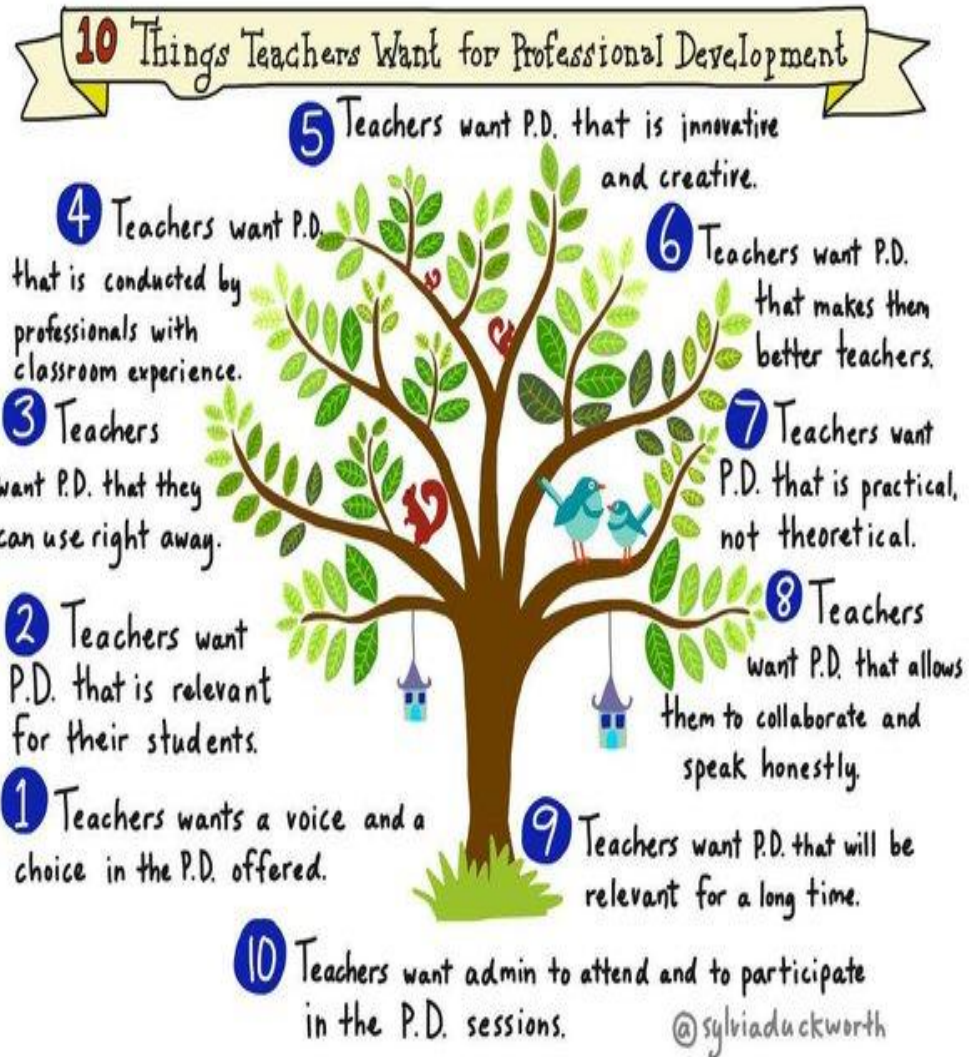 10 Things Teachers Want for Professional Development
1 Teachers wants a voice and a
choice in the P.D. offered.
2 Teachers want
P.D. that is relevant
for their students.
3 Teachers
want P.D. that they
can use right away.
4 Teachers want P.D.
that is conducted by
professionals with
classroom experience.
5 Teachers want P.D. that is innovative
and creative.
6 Teachers want P.D.
that makes them
better teachers.
7 Teachers want
P.D. that is practical,
not theoretical.
8 Teachers
want P.D. that allows
them to collaborate and
speak honestly.
9 Teachers want P.D. that will be
relevant for a long time.
10 Teachers want admin to attend and to participate
in the P.D. sessions.
@sylviaduckworth